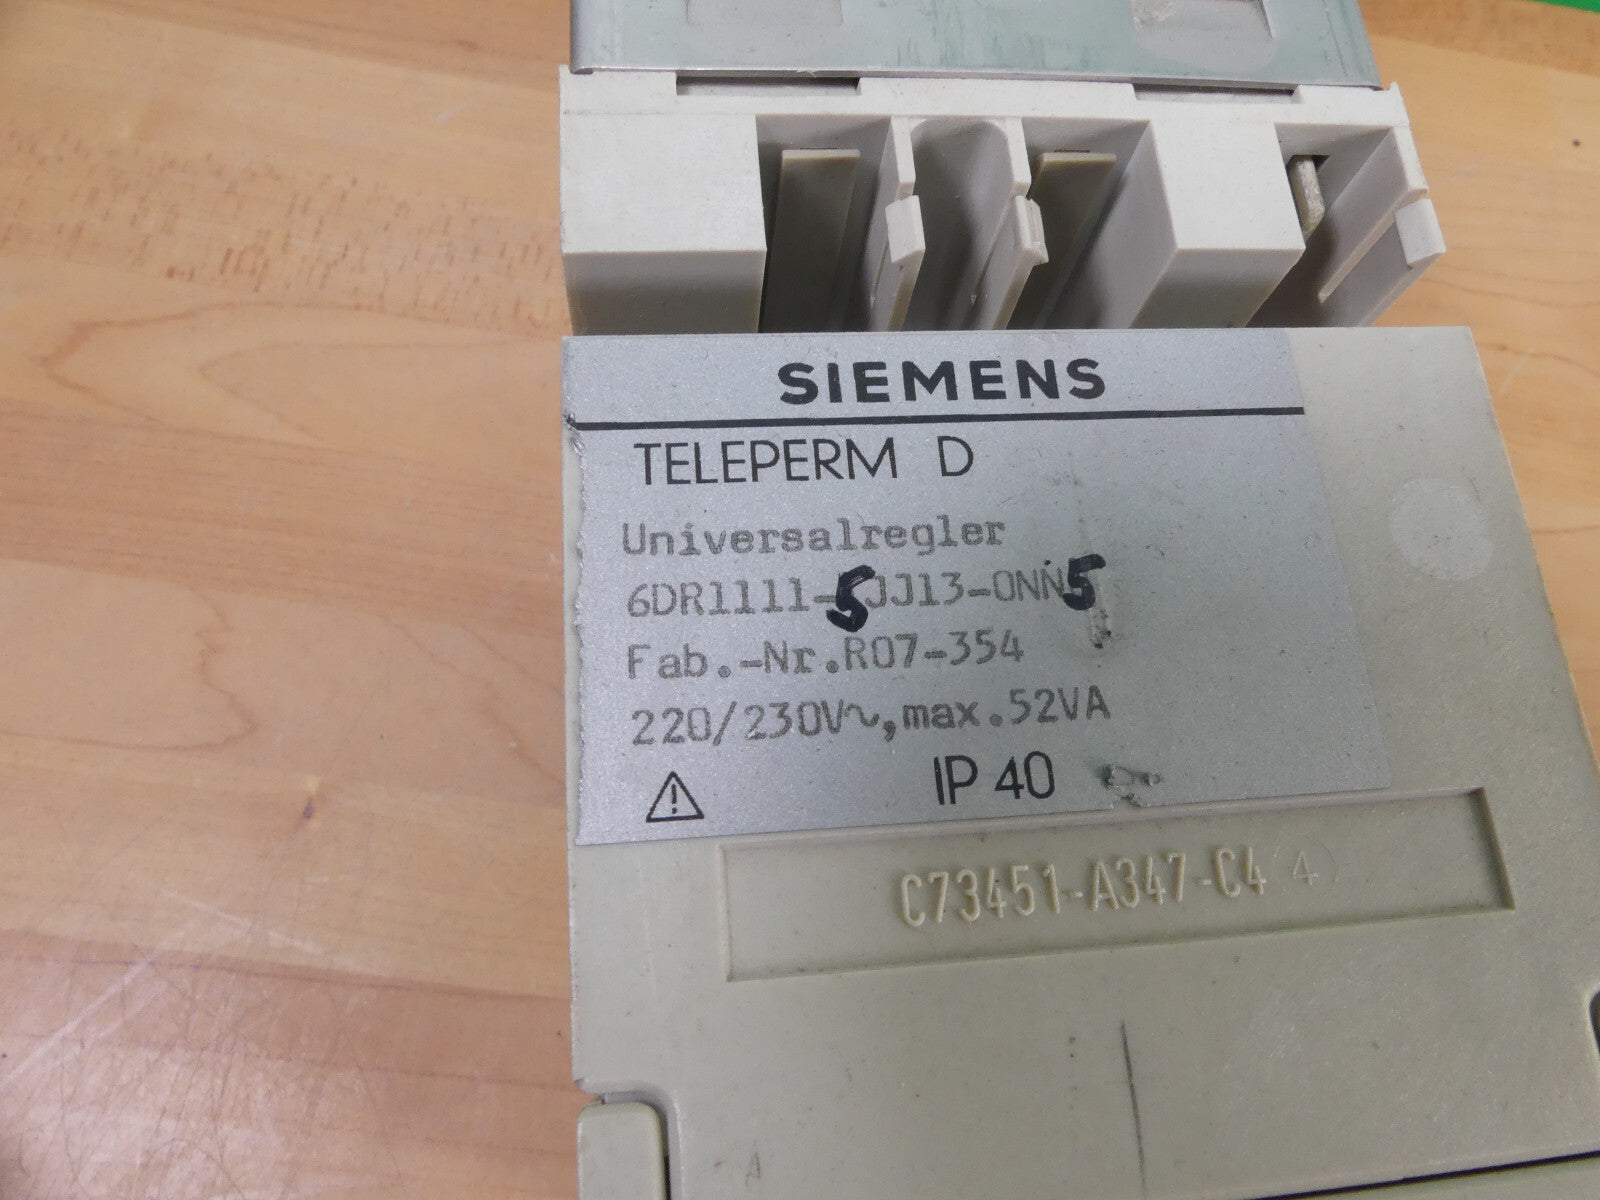 SIEMENS
TELEPERM D
Universalregler
6DR1111-5JJ13-0NN5
Fab.-Nr.R07-354
220/230V~,max.52VA
IP 40
C73451-A347-C4 (4)